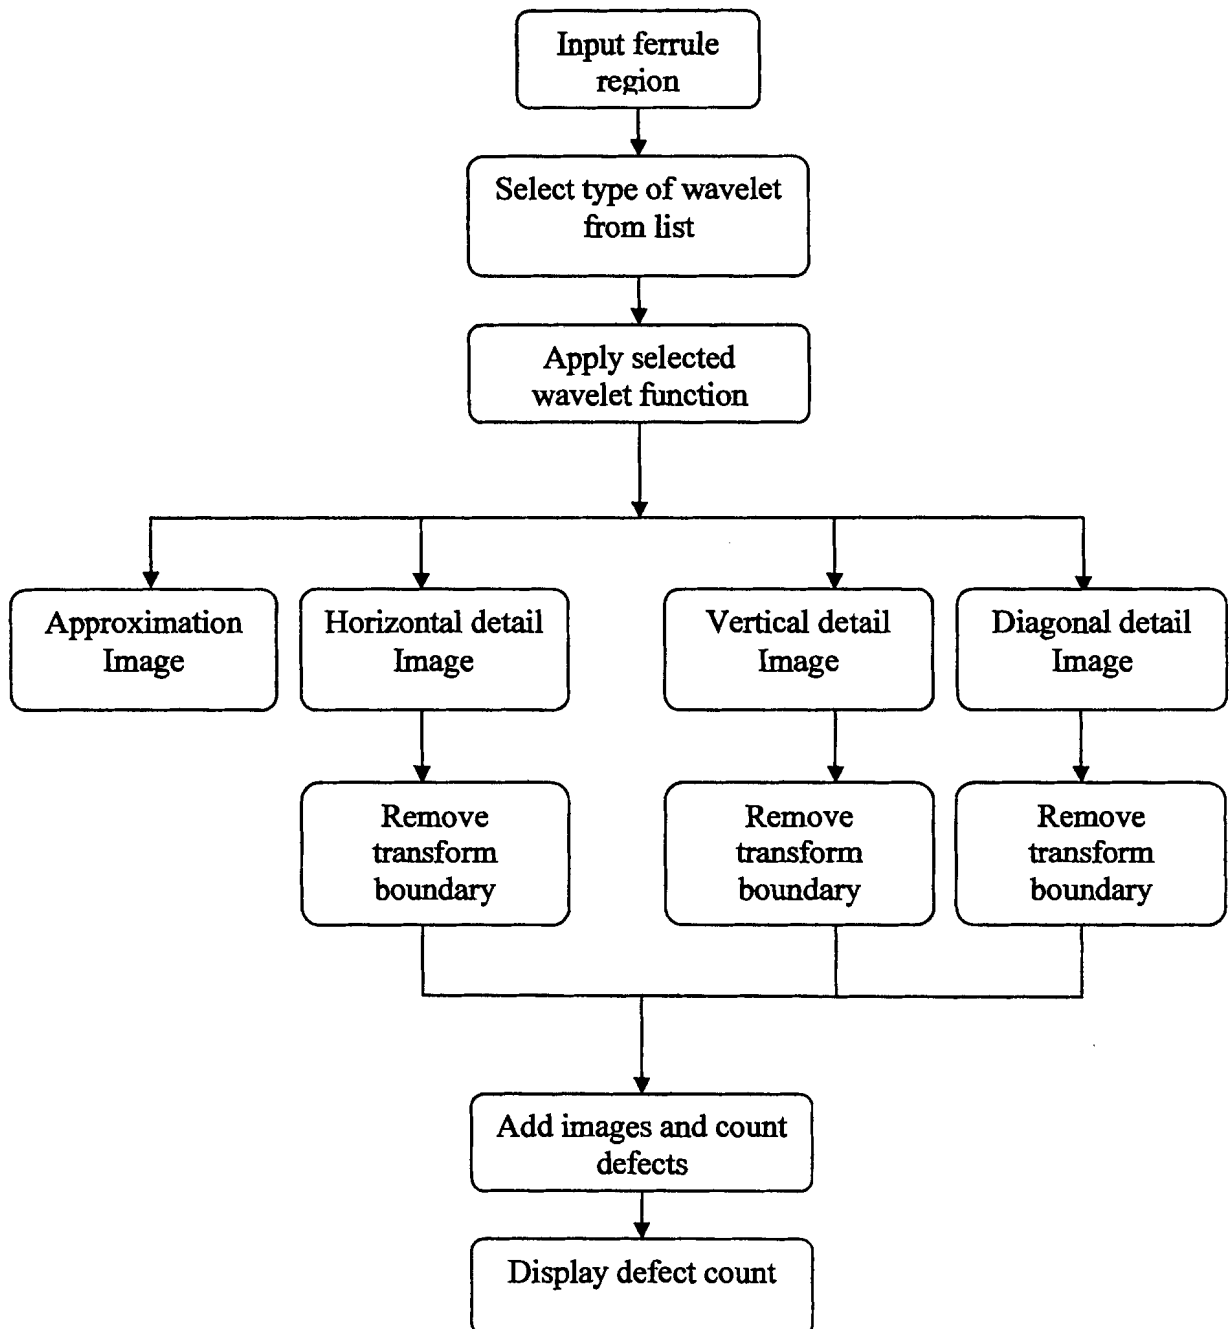 Input ferrule
region
Select type of wavelet
from list
Apply selected
wavelet function
Approximation
Image
Horizontal detail
Image
Vertical detail
Image
Diagonal detail
Image
Remove
transform
boundary
Remove
transform
boundary
Remove
transform
boundary
Add images and count
defects
Display defect count